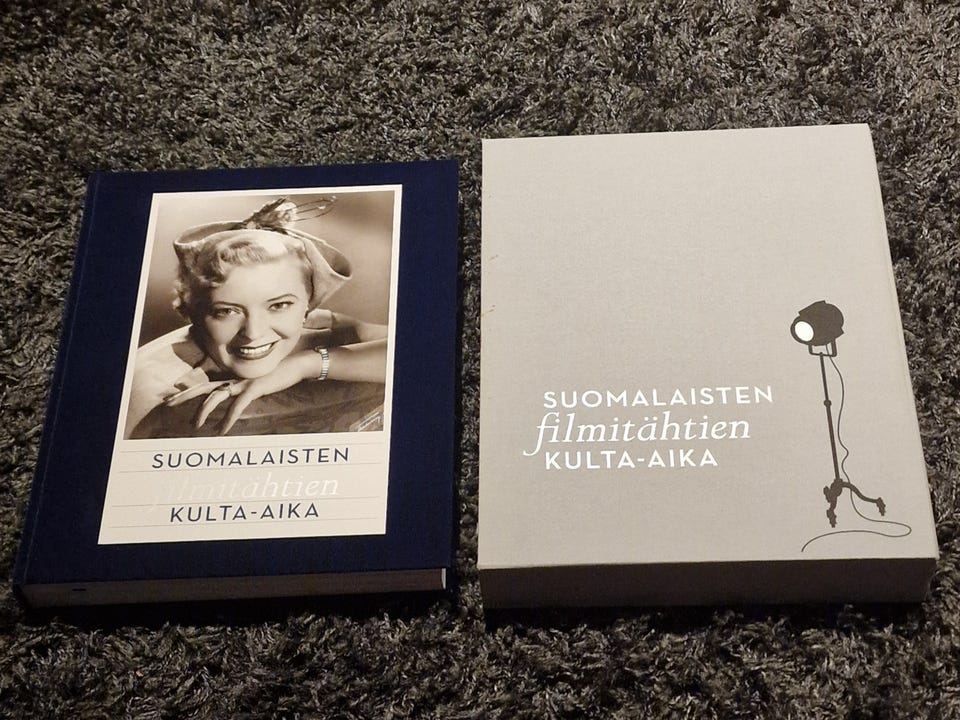 SUOMALAISTEN
filmitähtien
KULTA-AIKA
SUOMALAISTEN
filmitähtien
KULTA-AIKA